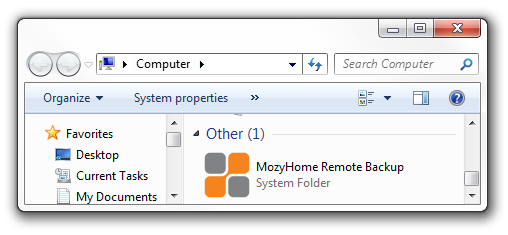 Computer
Search Computer
Organize
System properties
»
Favorites
Desktop
Current Tasks
My Documents
Other (1)
MozyHome Remote Backup
System Folder